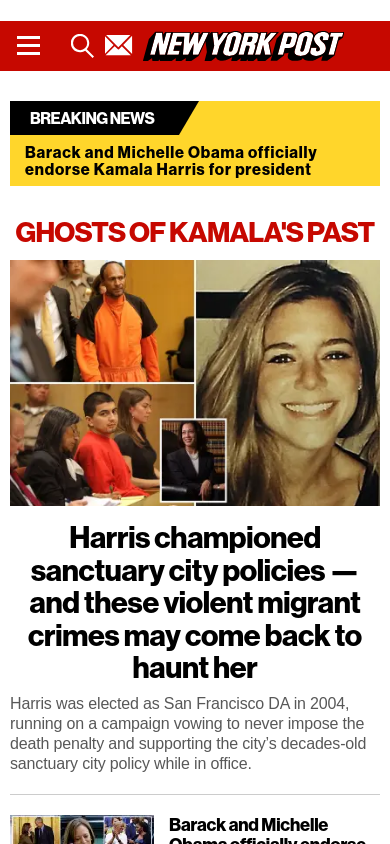 NEW YORK POST
BREAKING NEWS
Barack and Michelle Obama officially
endorse Kamala Harris for president
GHOSTS OF KAMALA'S PAST
Harris championed
sanctuary city policies —
and these violent migrant
crimes may come back to
haunt her
Harris was elected as San Francisco DA in 2004,
running on a campaign vowing to never impose the
death penalty and supporting the city’s decades-old
sanctuary city policy while in office.
Barack and Michelle
Obama officially endorse